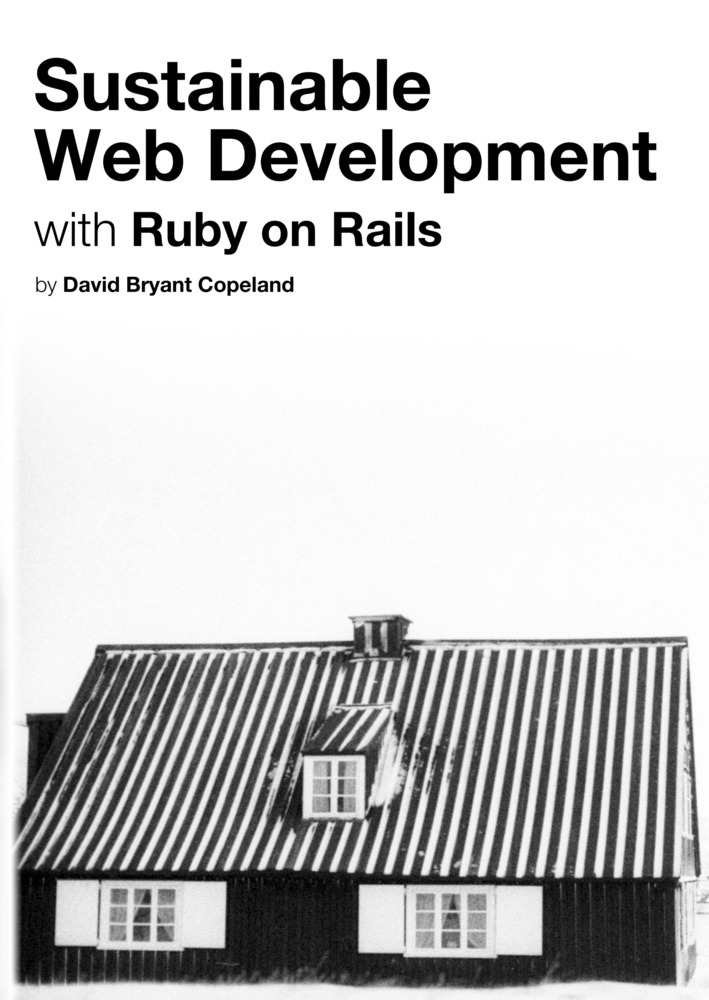 Sustainable
Web Development
with Ruby on Rails
by David Bryant Copeland